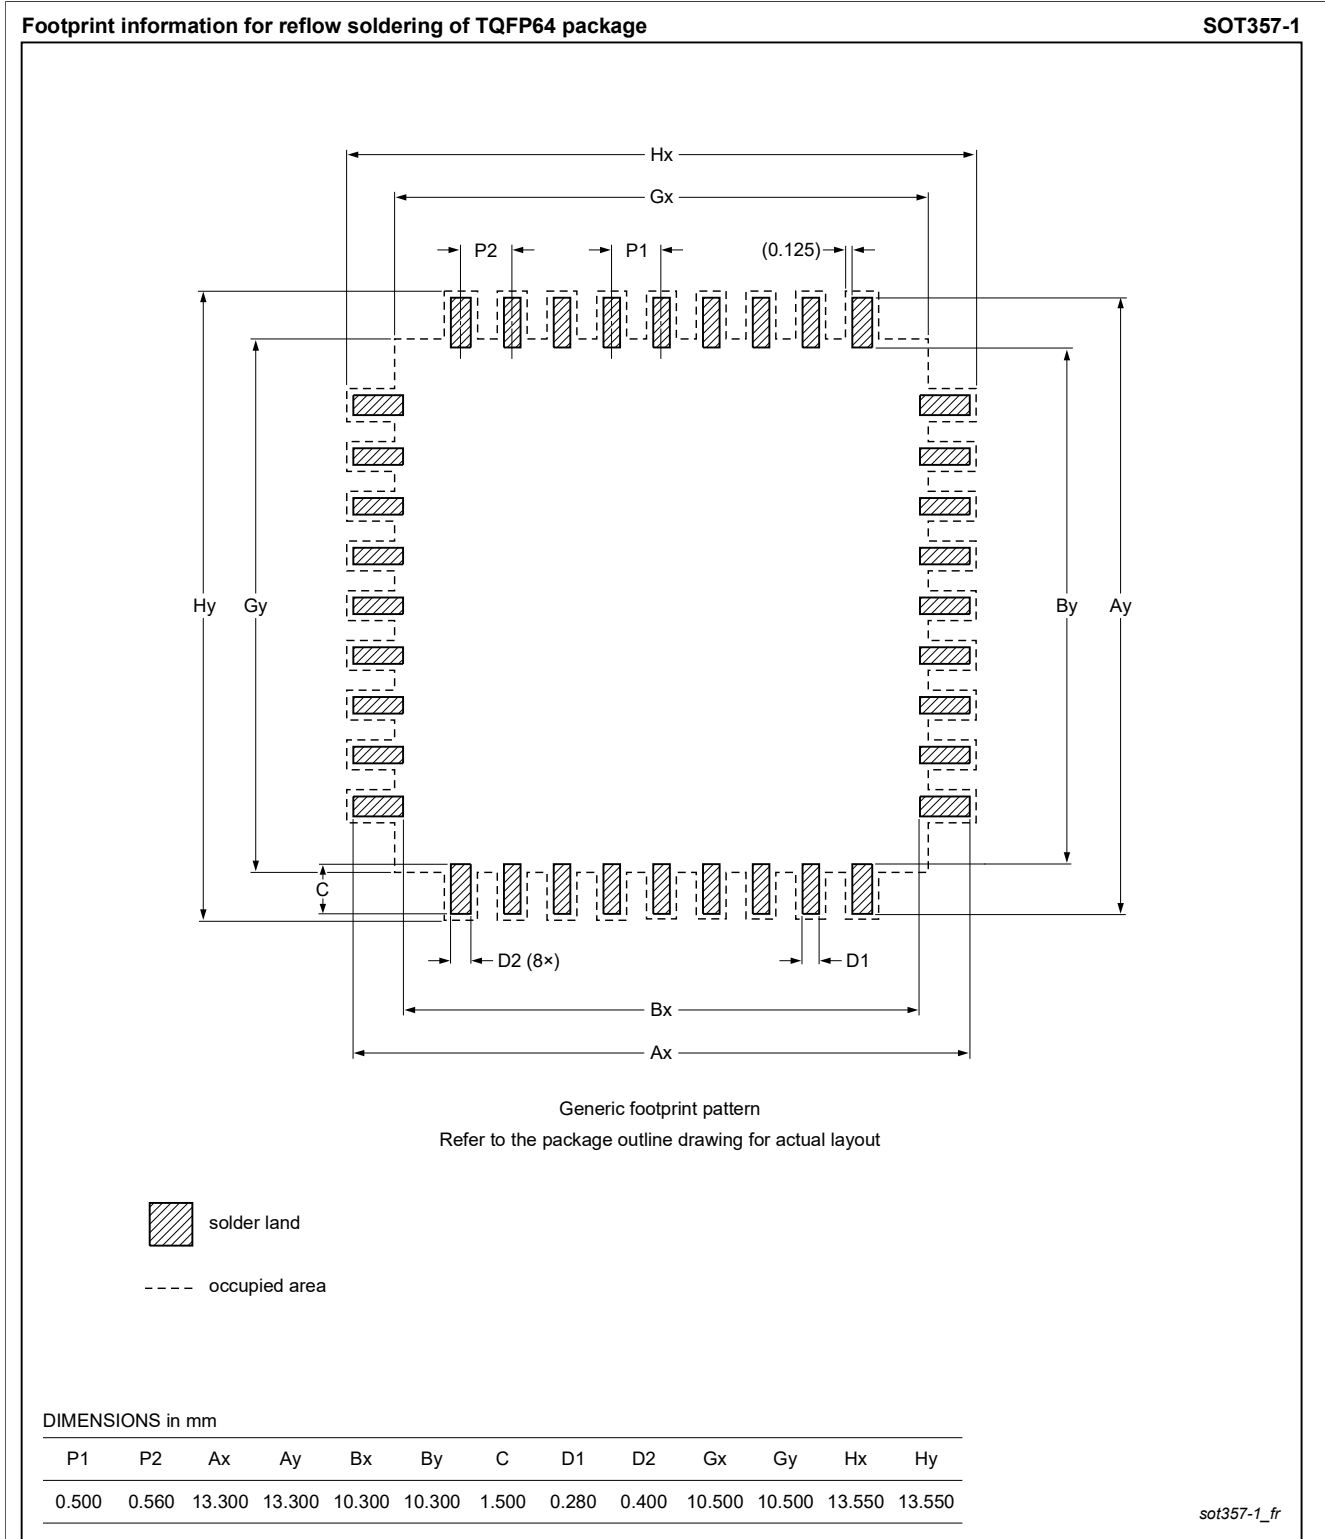 Footprint information for reflow soldering of TQFP64 package SOT357-1
Hx
Gx
P2 P1 (0.125)
Hy Gy By Ay
C
D2 (8×) D1
Bx
Ax
Generic footprint pattern
Refer to the package outline drawing for actual layout
solder land
occupied area
DIMENSIONS in mm
P1 P2 Ax Ay Bx By C D1 D2 Gx Gy Hx Hy
0.500 0.560 13.300 13.300 10.300 10.300 1.500 0.280 0.400 10.500 10.500 13.550 13.550
sot357-1_fr